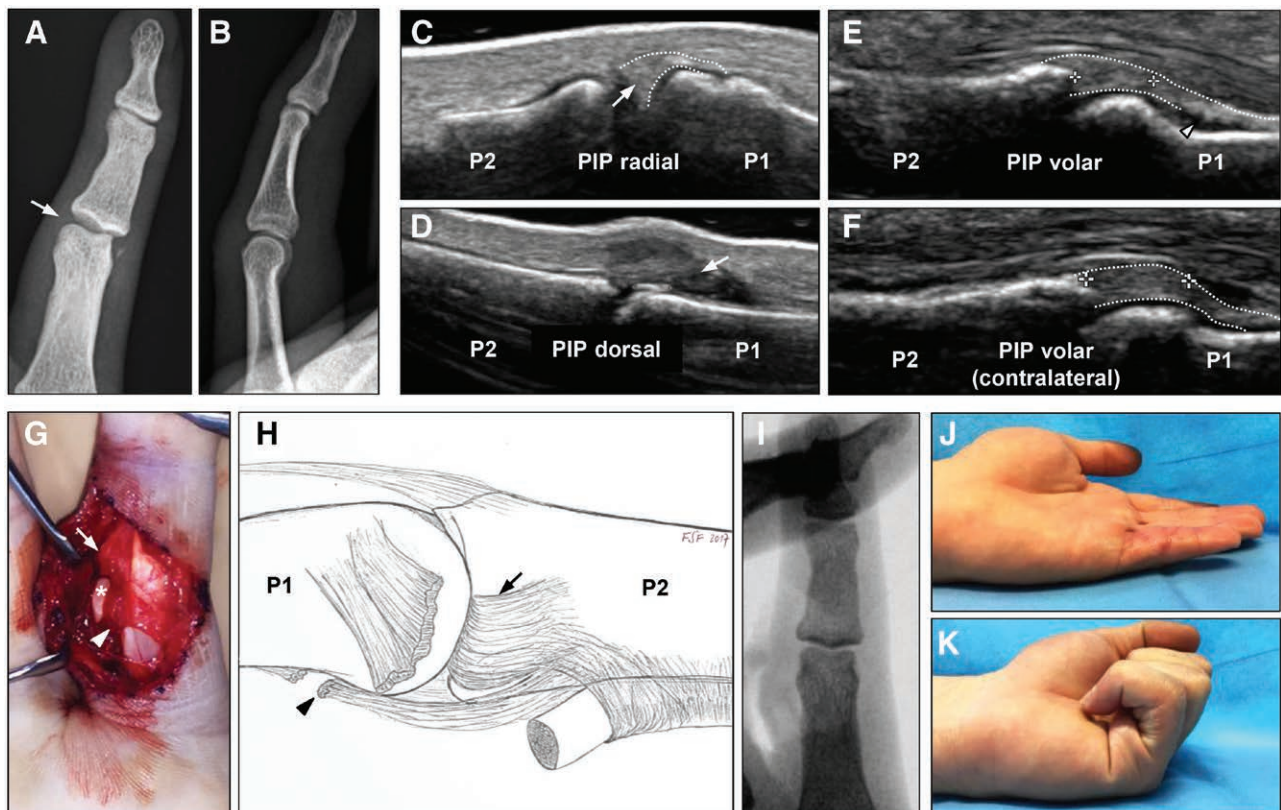 A
B
C
P2
PIP radial
P1
D
P2
PIP dorsal
P1
E
P2
PIP volar
P1
F
P2
PIP volar
(contralateral)
P1
G
*
H
P1
FSF 2017
P2
I
J
K